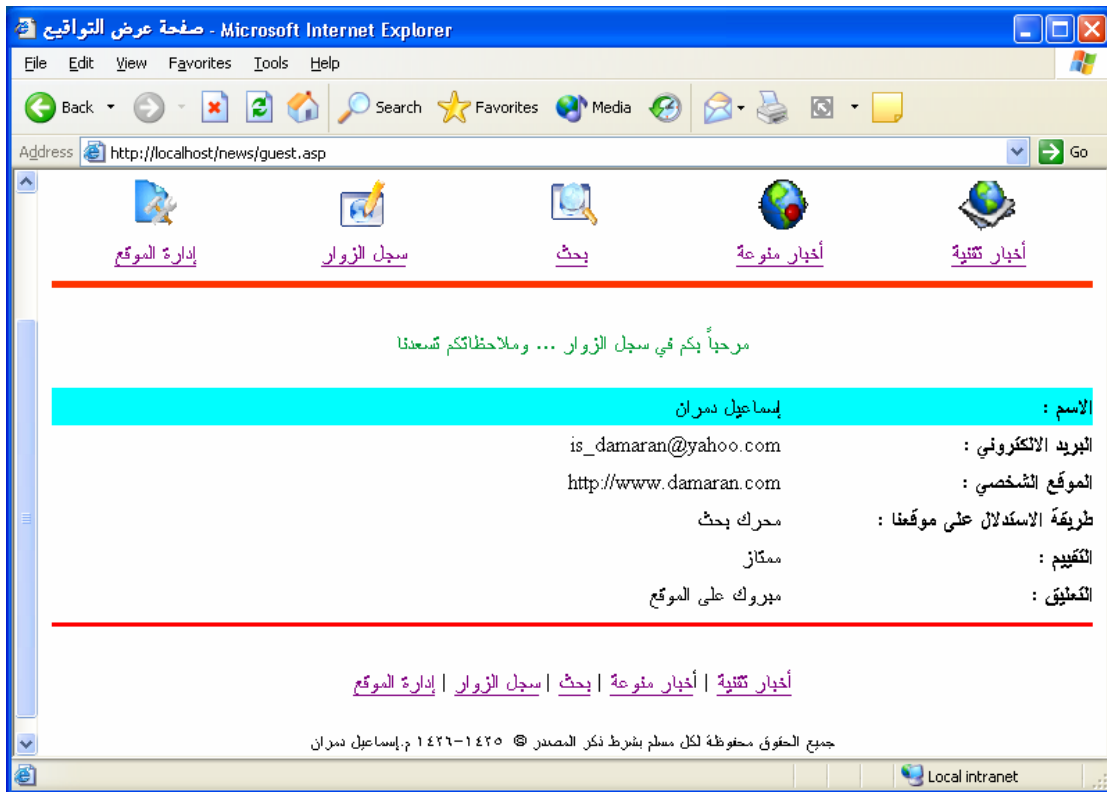 صفحة عرض التواقيع - Microsoft Internet Explorer
File Edit View Favorites Tools Help
Back Search Favorites Media
Address http://localhost/news/guest.asp Go
أخبار تقنية أخبار منوعة بحث سجل الزوار إدارة الموقع
مرحباً بكم في سجل الزوار ... وملاحظاتكم تسعدنا
الاسم : إسماعيل دمران
البريد الالكتروني : is_damaran@yahoo.com
الموقع الشخصي : http://www.damaran.com
طريقة الاستدلال على موقعنا : محرك بحث
التقييم : ممتاز
التعليق : مبروك على الموقع
أخبار تقنية | أخبار منوعة | بحث | سجل الزوار | إدارة الموقع
جميع الحقوق محفوظة لكل مسلم بشرط ذكر المصدر © ١٤٢٥-١٤٢٦ م.إسماعيل دمران
Local intranet